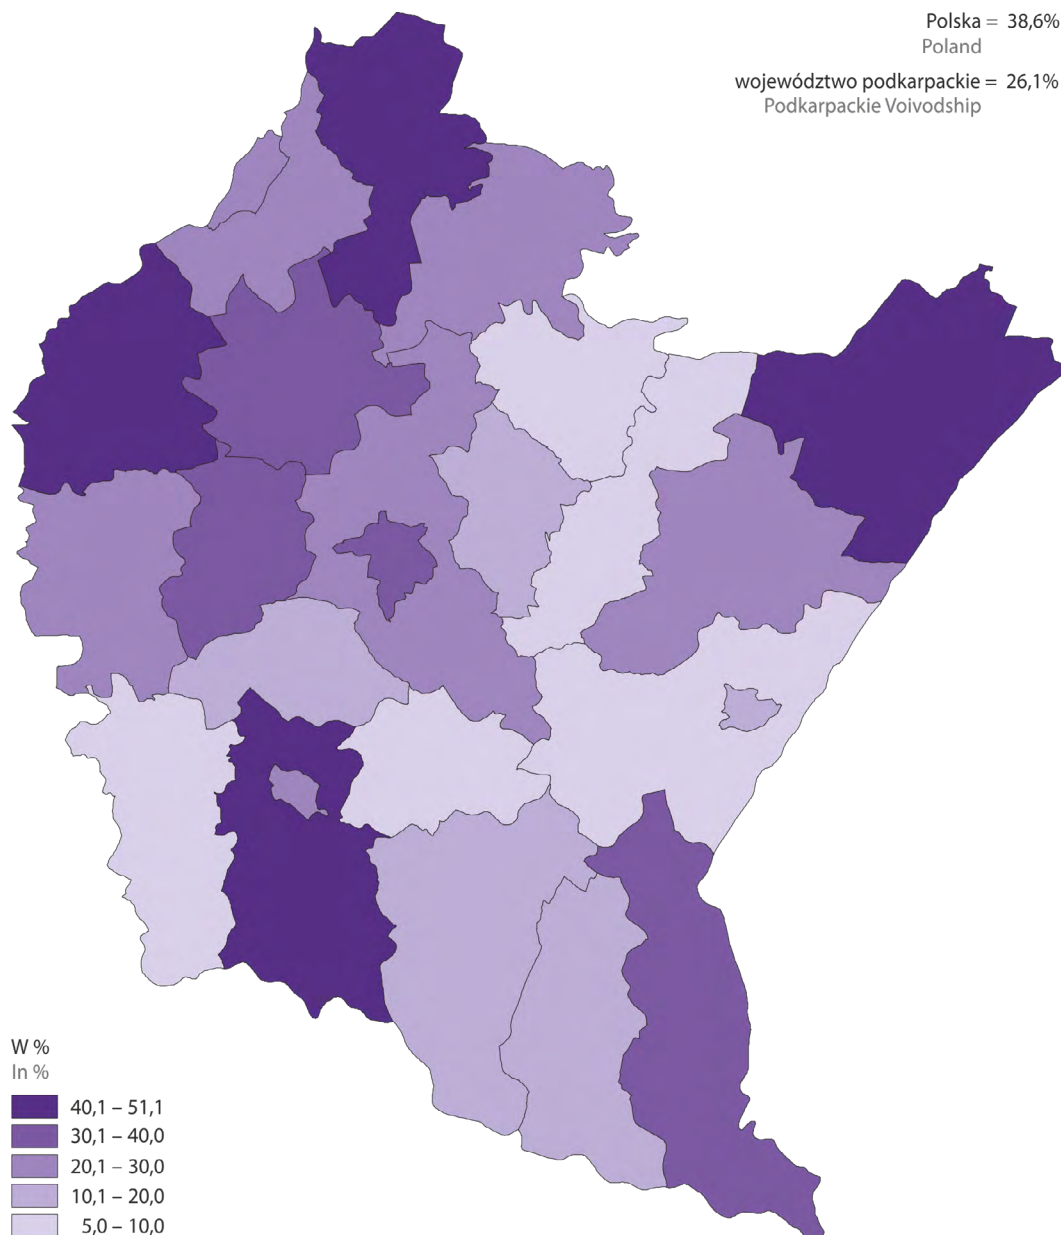 Polska = 38,6%
Poland
województwo podkarpackie = 26,1%
Podkarpackie Voivodship
W %
In %
40,1 – 51,1
30,1 – 40,0
20,1 – 30,0
10,1 – 20,0
5,0 – 10,0